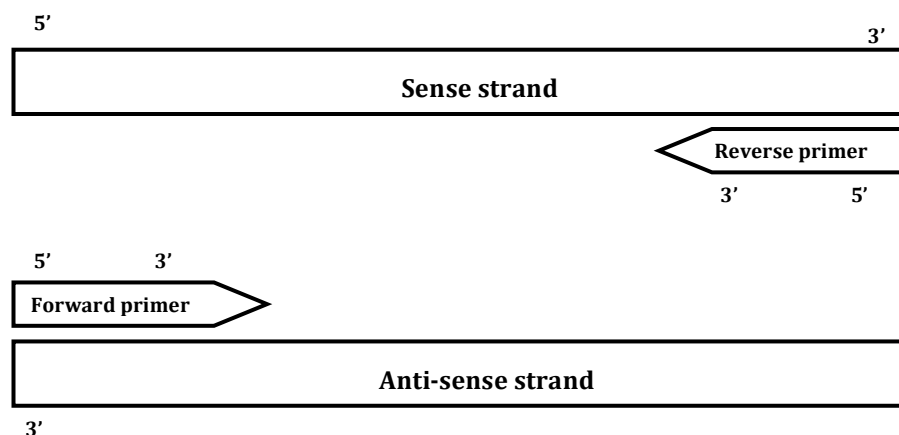 5’
3’
Sense strand
Reverse primer
3’ 5’
5’ 3’
Forward primer
Anti-sense strand
3’